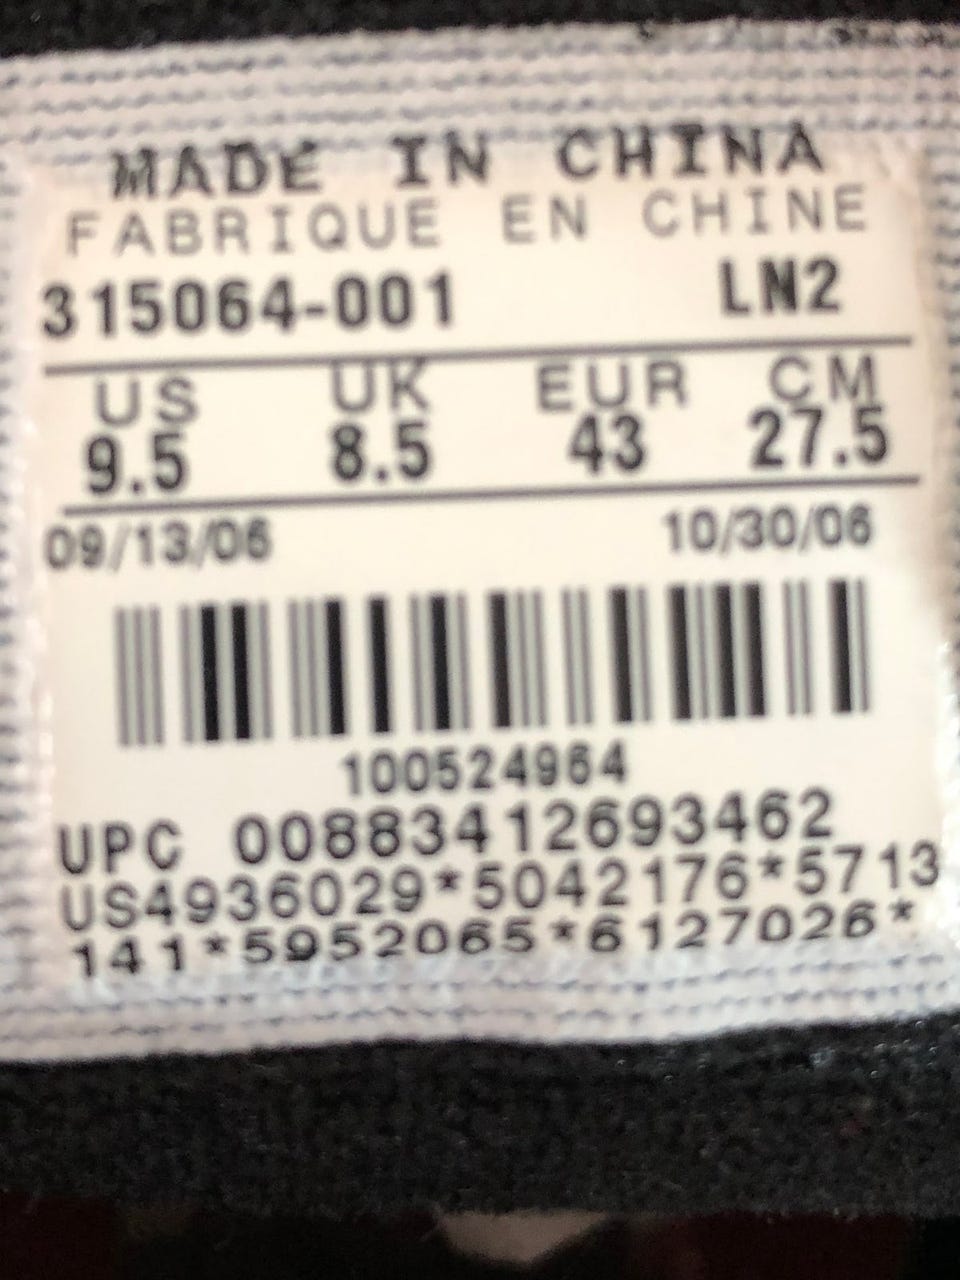 MADE IN CHINA
FABRIQUE EN CHINE
315064-001 LN2
US UK EUR CM
9.5 8.5 43 27.5
09/13/06 10/30/06
100524964
UPC 00883412693462
US4936029*5042176*5713
141*5952065*6127026*